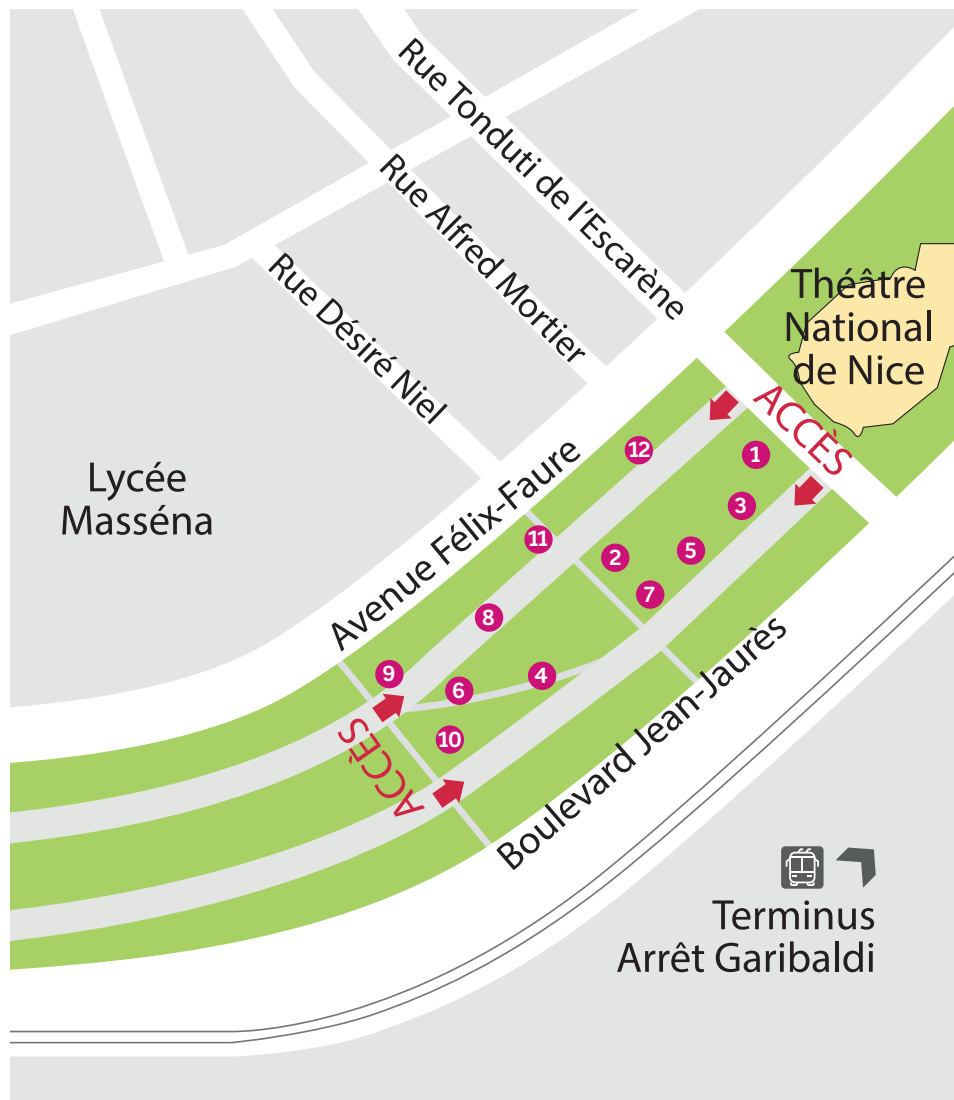 Rue Tonduti de l'Escarène
Rue Alfred Mortier
Rue Désiré Niel
Théâtre
National
de Nice
ACCÈS
Lycée
Masséna
Avenue Félix-Faure
12
1
3
11
2
5
7
8
9
6
4
10
ACCÈS
Boulevard Jean-Jaurès
Terminus
Arrêt Garibaldi